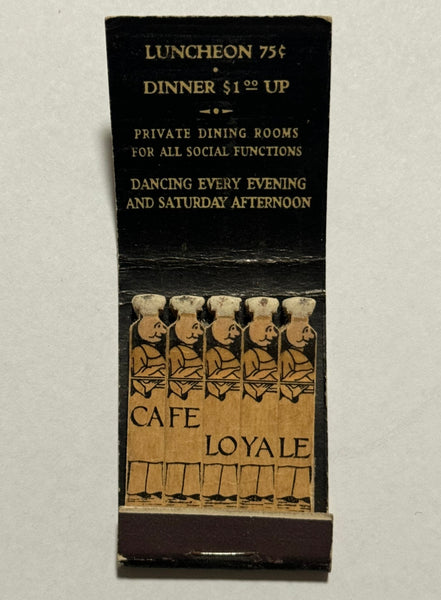 LUNCHEON 75¢
DINNER $1.00 UP
PRIVATE DINING ROOMS
FOR ALL SOCIAL FUNCTIONS
DANCING EVERY EVENING
AND SATURDAY AFTERNOON
CAFE
LOYALE